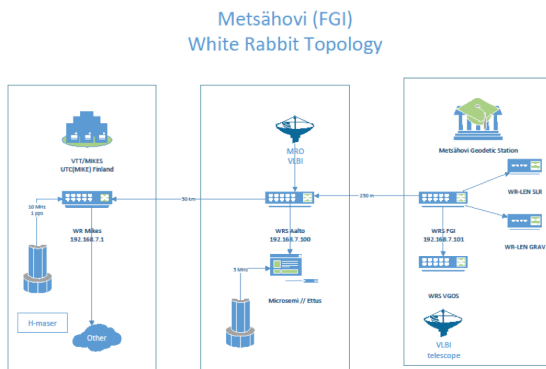 Metsähovi (FGI)
White Rabbit Topology
VTT/MIKES
UTC(MIKE) Finland
10 MHz
1 pps
WR Mikes
192.168.7.1
H-maser
Other
50 km
MRO
VLBI
WRS Aalto
192.168.7.100
5 MHz
Microsemi // Ettus
250 m
Metsähovi Geodetic Station
WR-LEN SLR
WRS FGI
192.168.7.101
WR-LEN GRAV
WRS VGOS
VLBI
telescope